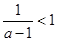 1/(a-1) < 1